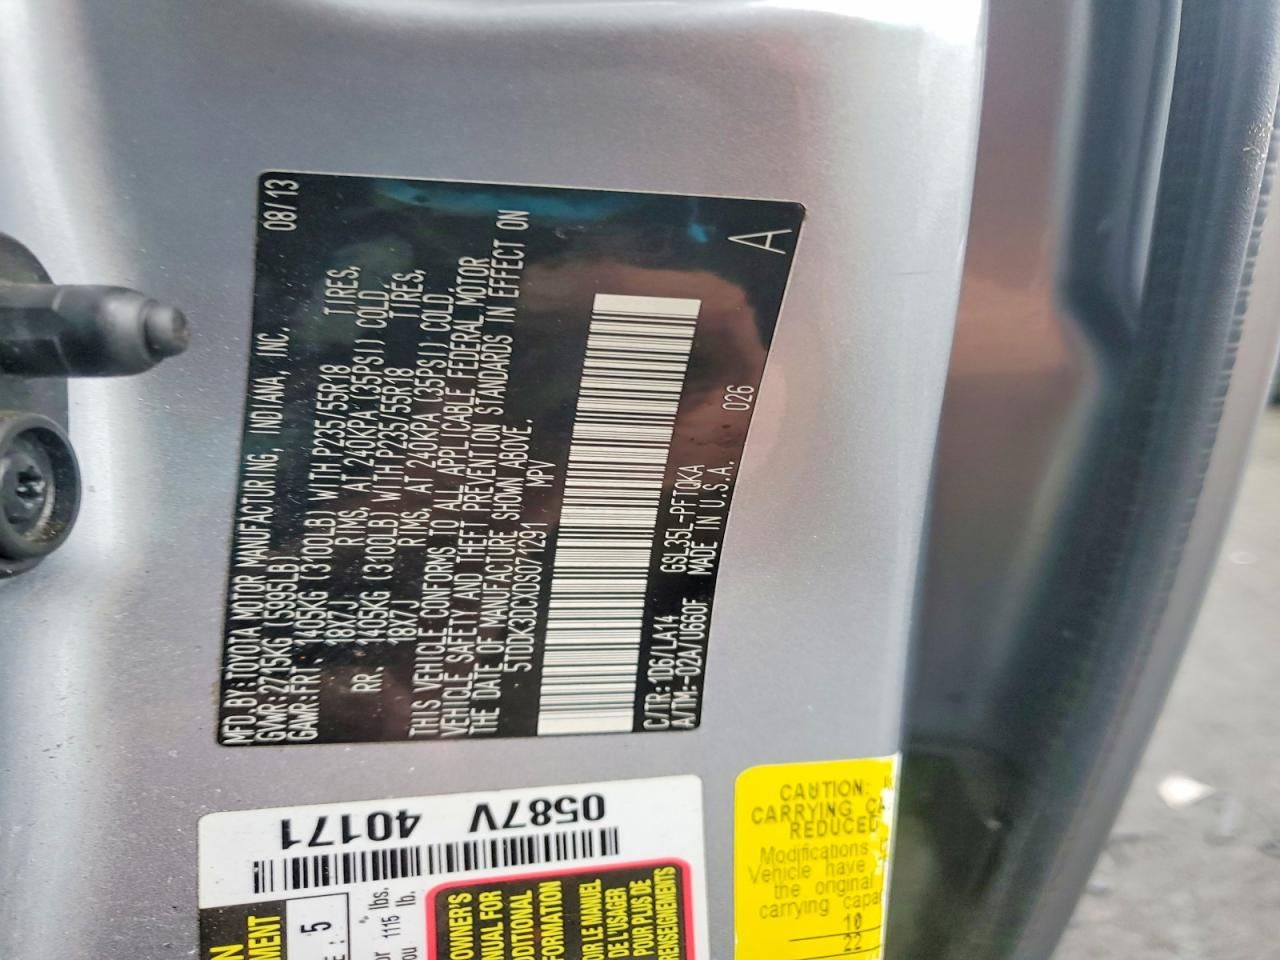 MFD BY:TOYOTA MOTOR MANUFACTURING, INDIANA, INC. 08/13
GVWR:2715KG (5995LB)
GAWR:FRT. 1405KG (3100LB) WITH P235/55R18 TIRES,
18X7J RIMS, AT 240KPA (35PSI) COLD
RR. 1405KG (3100LB) WITH P235/55R18 TIRES,
18X7J RIMS, AT 240KPA (35PSI) COLD.
THIS VEHICLE CONFORMS TO ALL APPLICABLE FEDERAL MOTOR
VEHICLE SAFETY AND THEFT PREVENTION STANDARDS IN EFFECT ON
THE DATE OF MANUFACTURE SHOWN ABOVE.
5TDDK3DCXDS071291 MPV
C/TR:1D6/LA14 GSL35L-PFTQKA 026
A/TM:-02A/U660F MADE IN U.S.A.
A
0587V 40171
5
1115 lbs.
lb.
OWNER'S
MANUAL FOR
ADDITIONAL
INFORMATION
LE MANUEL
DE L'USAGER
POUR PLUS DE
RENSEIGNEMENTS
CAUTION:
CARRYING
REDUCED
Modifications
Vehicle have
the original
carrying
10
22